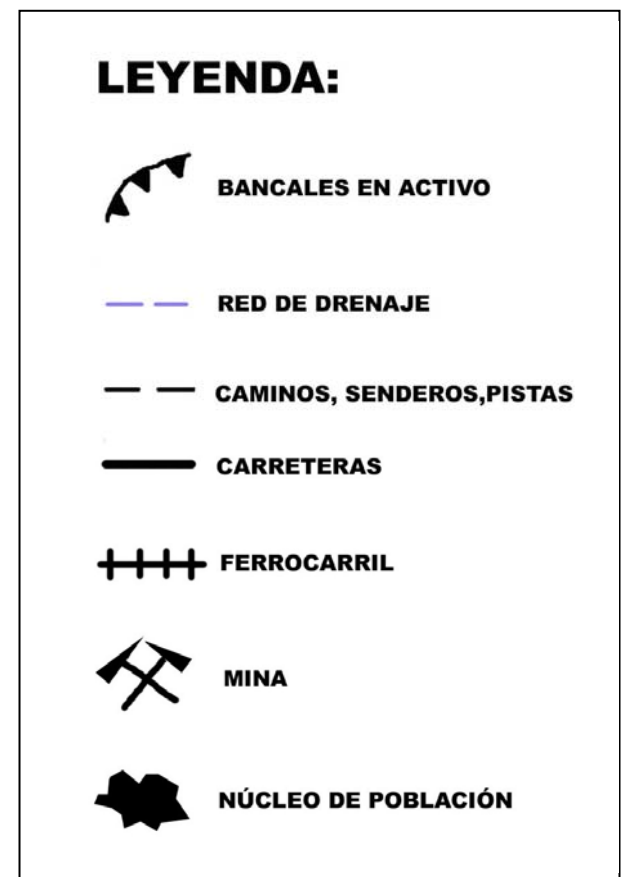 LEYENDA:
BANCALES EN ACTIVO
RED DE DRENAJE
CAMINOS, SENDEROS,PISTAS
CARRETERAS
FERROCARRIL
MINA
NÚCLEO DE POBLACIÓN